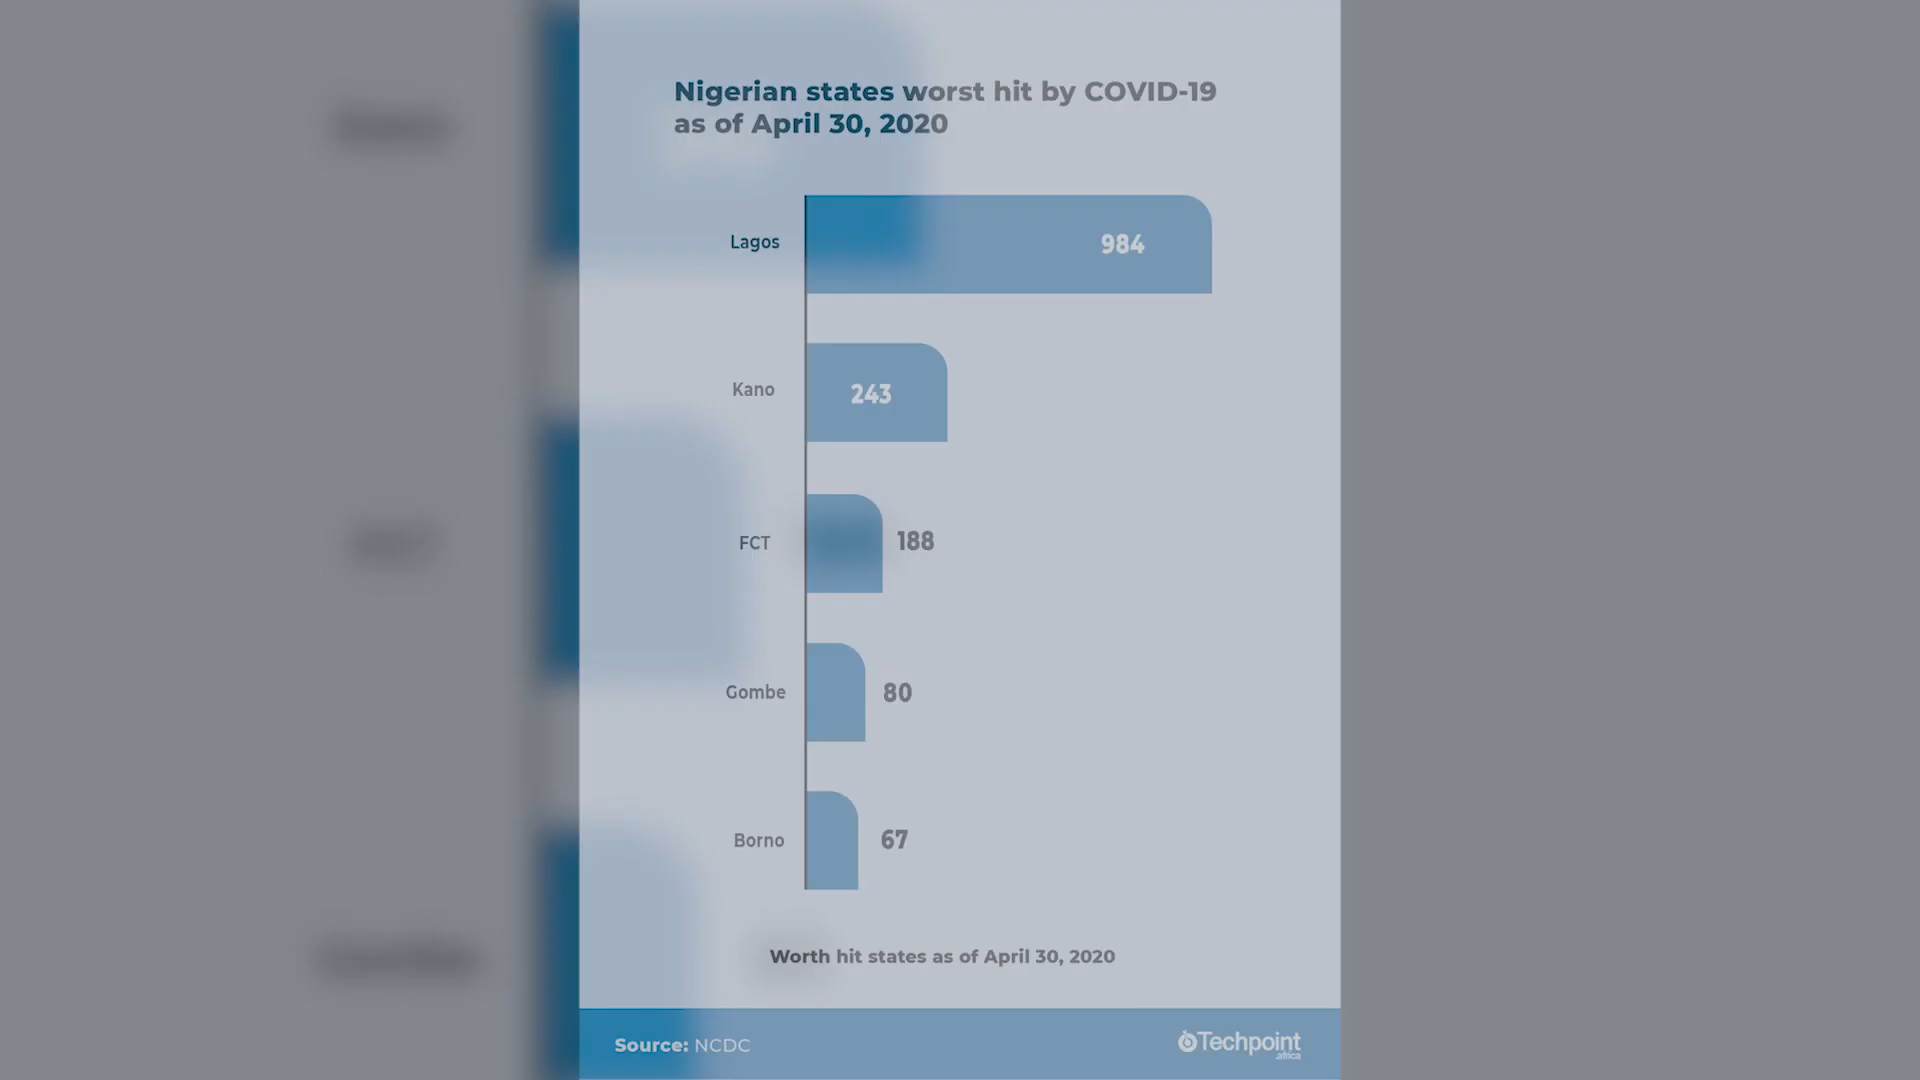 Nigerian states worst hit by COVID-19
as of April 30, 2020
Lagos 984
Kano 243
FCT 188
Gombe 80
Borno 67
Worth hit states as of April 30, 2020
Source: NCDC
Techpoint
.africa